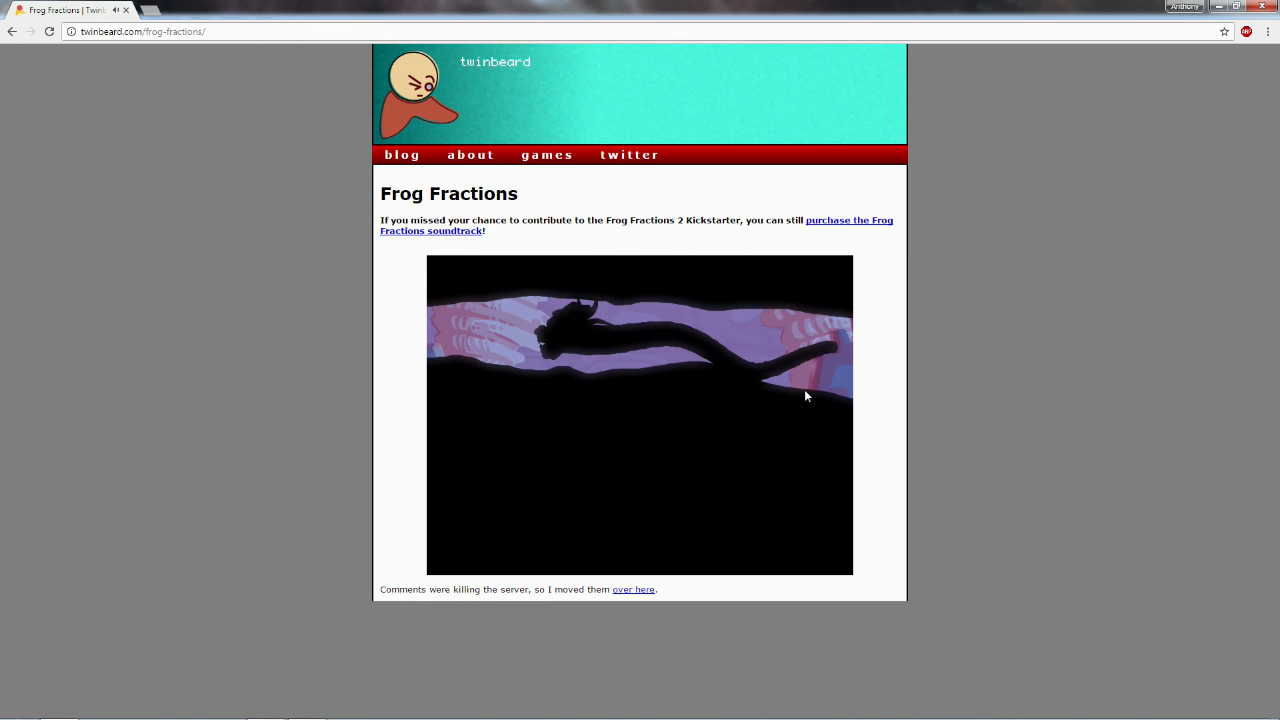 Frog Fractions | Twinb
Anthony
twinbeard.com/frog-fractions/
ABP
twinbeard
blog about games twitter
Frog Fractions
If you missed your chance to contribute to the Frog Fractions 2 Kickstarter, you can still purchase the Frog
Fractions soundtrack!
Comments were killing the server, so I moved them over here.